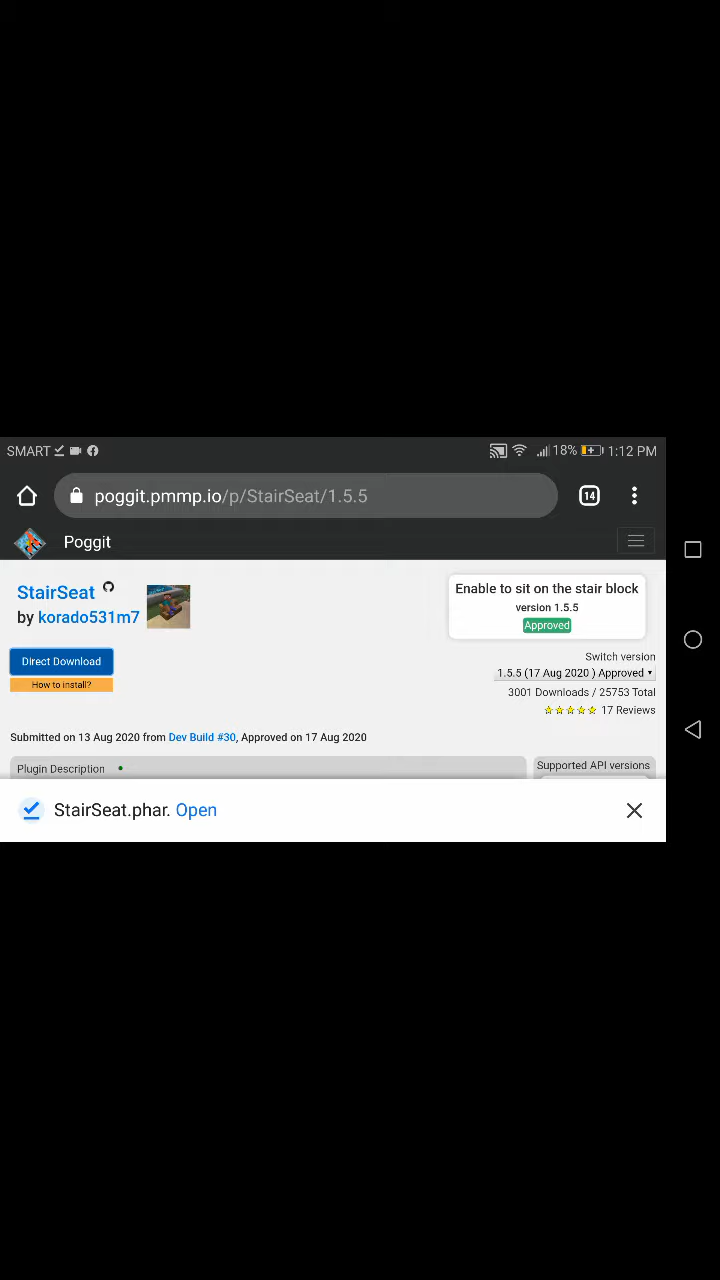 SMART 18% 1:12 PM
poggit.pmmp.io/p/StairSeat/1.5.5 14
Poggit
StairSeat
by korado531m7
Enable to sit on the stair block
version 1.5.5
Approved
Direct Download
How to install?
Switch version
1.5.5 (17 Aug 2020 ) Approved
3001 Downloads / 25753 Total
17 Reviews
Submitted on 13 Aug 2020 from Dev Build #30, Approved on 17 Aug 2020
Plugin Description
Supported API versions
StairSeat.phar. Open